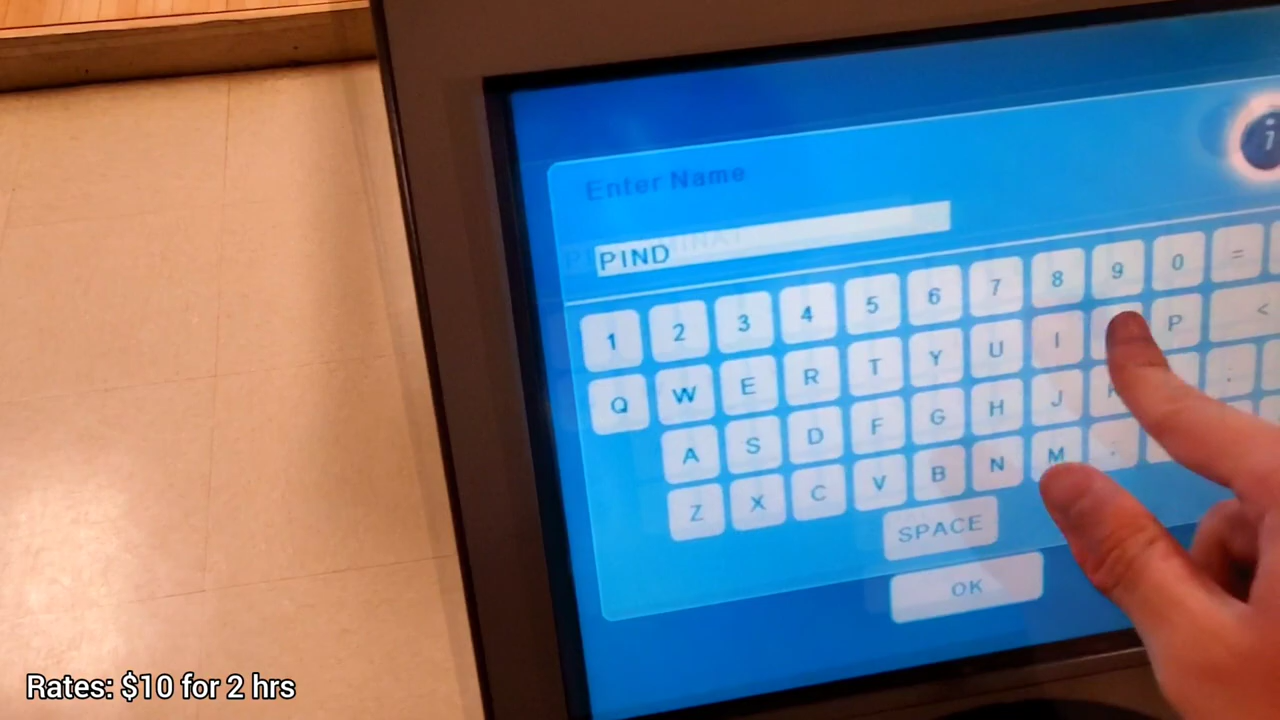 Enter Name
PIND
1 2 3 4 5 6 7 8 9 0 =
Q W E R T Y U I P <
A S D F G H J K :
Z X C V B N M ;
SPACE
OK
Rates: $10 for 2 hrs